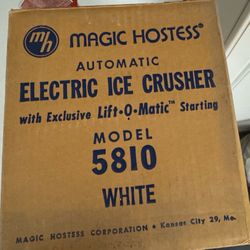 mh MAGIC HOSTESS®
AUTOMATIC
ELECTRIC ICE CRUSHER
with Exclusive Lift•O•Matic™ Starting
MODEL
5810
WHITE
MAGIC HOSTESS CORPORATION • Kansas City 29, Mo.